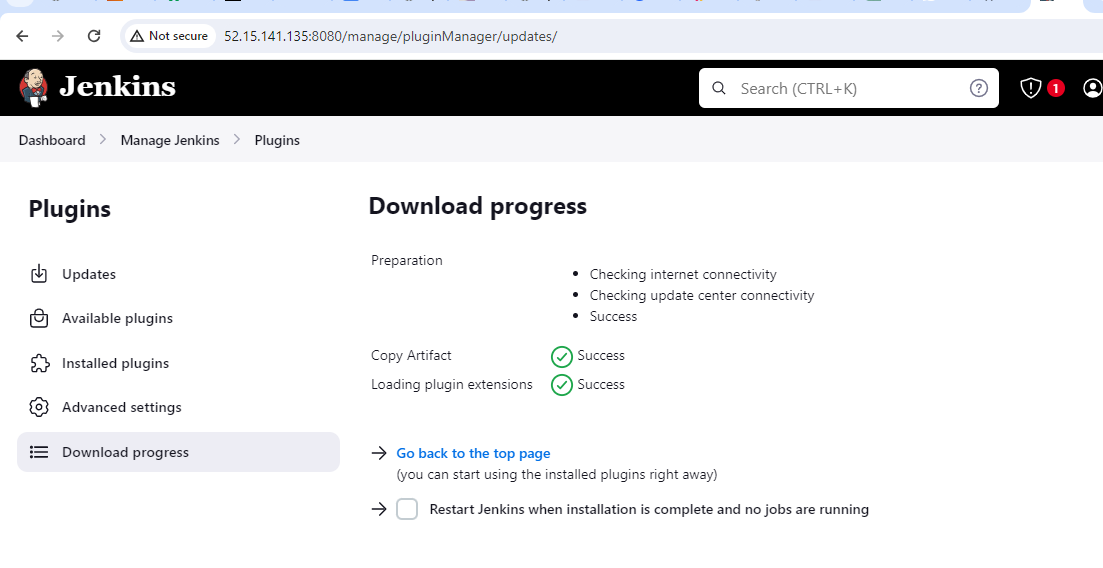 Not secure 52.15.141.135:8080/manage/pluginManager/updates/
Jenkins Search (CTRL+K) ? 1
Dashboard > Manage Jenkins > Plugins
Plugins
Updates
Available plugins
Installed plugins
Advanced settings
Download progress
Download progress
Preparation
• Checking internet connectivity
• Checking update center connectivity
• Success
Copy Artifact Success
Loading plugin extensions Success
→ Go back to the top page
(you can start using the installed plugins right away)
→ Restart Jenkins when installation is complete and no jobs are running